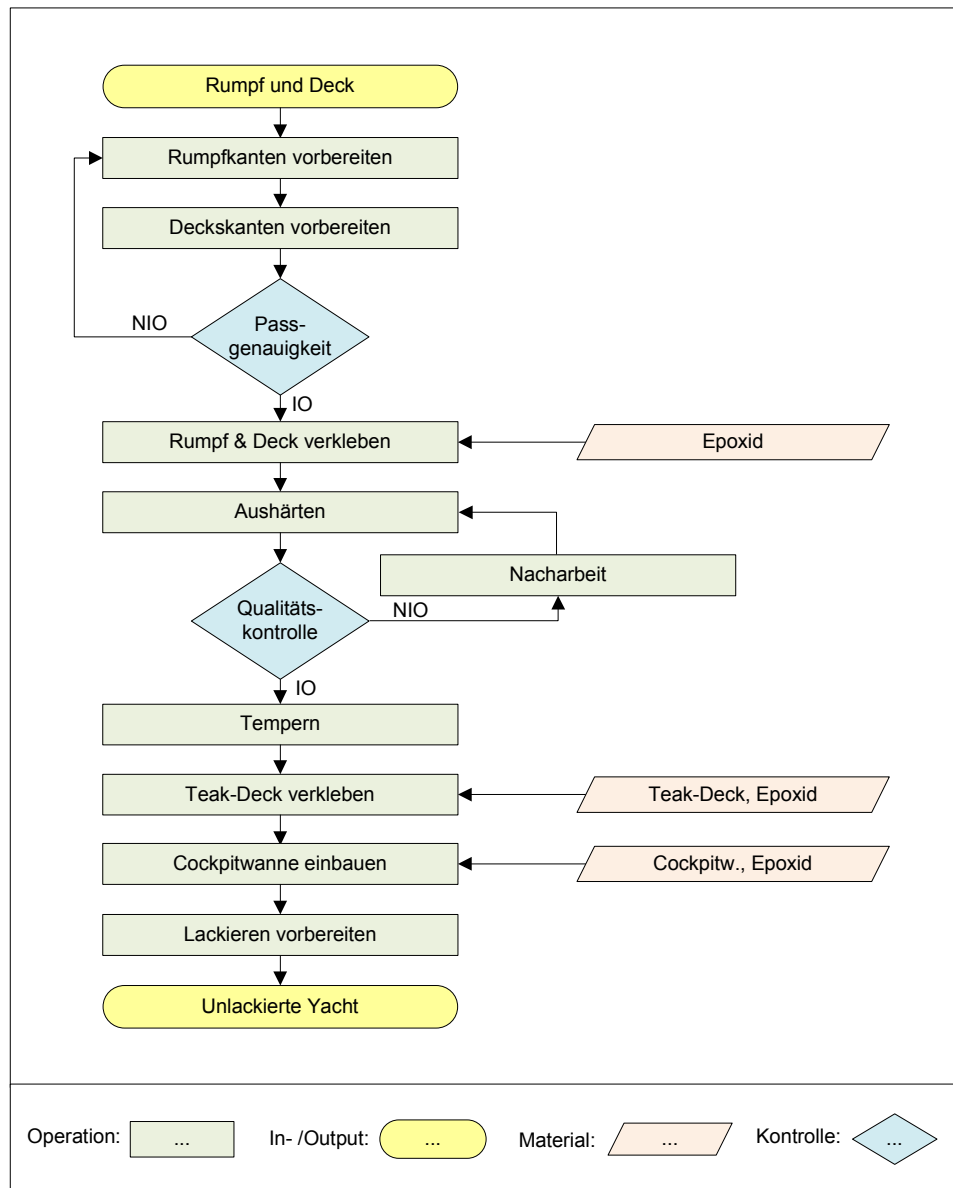 Rumpf und Deck
Rumpfkanten vorbereiten
Deckskanten vorbereiten
NIO
Pass-
genauigkeit
IO
Rumpf & Deck verkleben
Epoxid
Aushärten
Nacharbeit
Qualitäts-
kontrolle
NIO
IO
Tempern
Teak-Deck verkleben
Teak-Deck, Epoxid
Cockpitwanne einbauen
Cockpitw., Epoxid
Lackieren vorbereiten
Unlackierte Yacht
Operation: ... In- /Output: ... Material: ... Kontrolle: ...